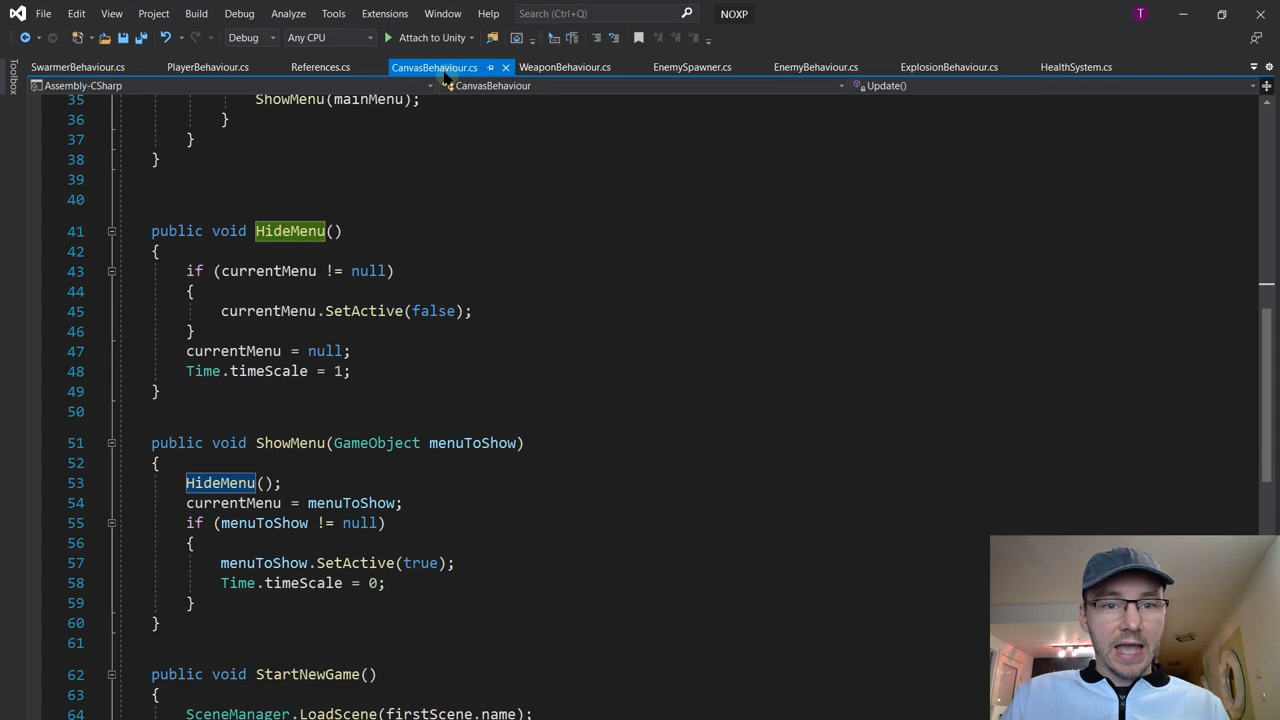 File Edit View Project Build Debug Analyze Tools Extensions Window Help Search (Ctrl+Q) NOXP T
Debug Any CPU Attach to Unity
Toolbox
SwarmerBehaviour.cs PlayerBehaviour.cs References.cs CanvasBehaviour.cs WeaponBehaviour.cs EnemySpawner.cs EnemyBehaviour.cs ExplosionBehaviour.cs HealthSystem.cs
Assembly-CSharp CanvasBehaviour Update()
35 ShowMenu(mainMenu);
36 }
37 }
38 }
39
40
41 public void HideMenu()
42 {
43 if (currentMenu != null)
44 {
45 currentMenu.SetActive(false);
46 }
47 currentMenu = null;
48 Time.timeScale = 1;
49 }
50
51 public void ShowMenu(GameObject menuToShow)
52 {
53 HideMenu();
54 currentMenu = menuToShow;
55 if (menuToShow != null)
56 {
57 menuToShow.SetActive(true);
58 Time.timeScale = 0;
59 }
60 }
61
62 public void StartNewGame()
63 {
64 SceneManager.LoadScene(firstScene.name);